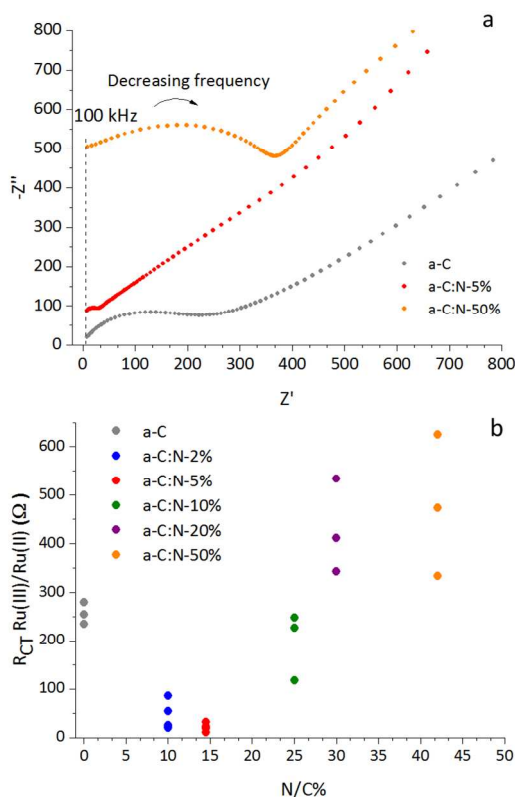 a
800
700
600
500
400
300
200
100
0
-Z''
Decreasing frequency
100 kHz
a-C
a-C:N-5%
a-C:N-50%
0 100 200 300 400 500 600 700 800
Z'
b
600
500
400
300
200
100
0
R_CT Ru(III)/Ru(II) (Ω)
a-C
a-C:N-2%
a-C:N-5%
a-C:N-10%
a-C:N-20%
a-C:N-50%
0 5 10 15 20 25 30 35 40 45
N/C%